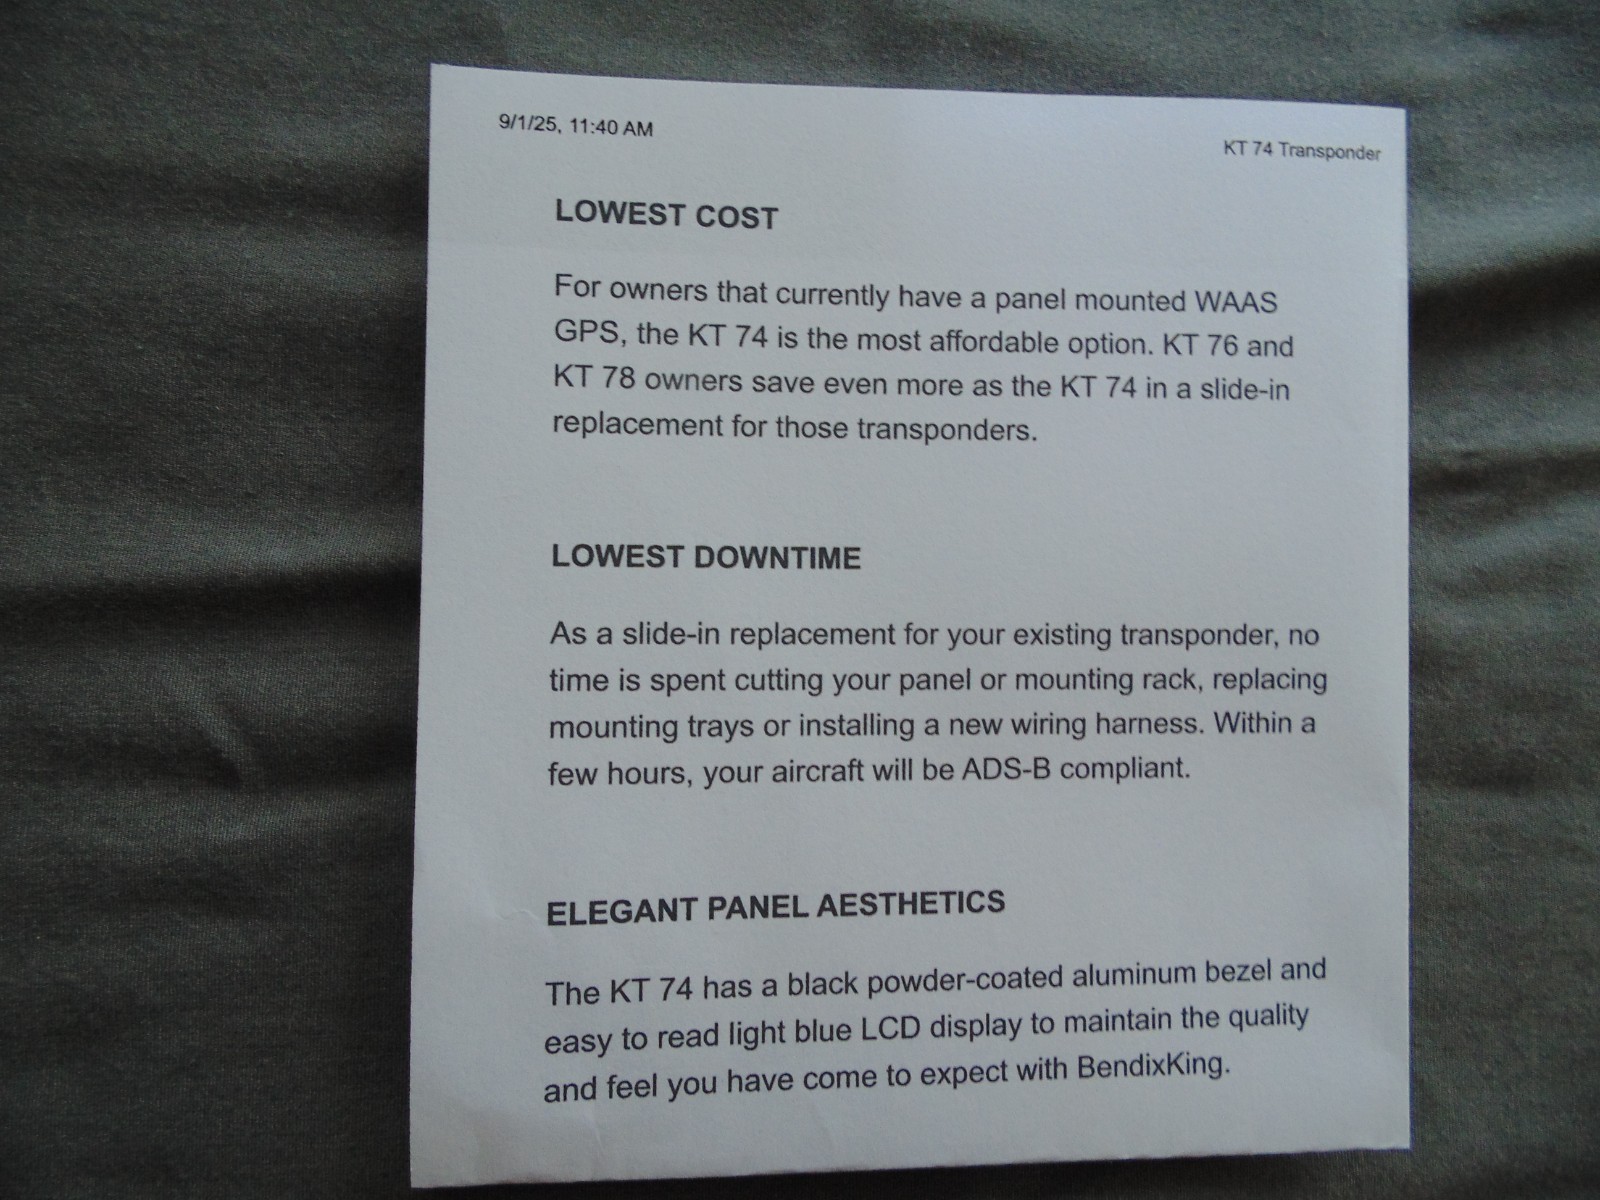 9/1/25, 11:40 AM
KT 74 Transponder
LOWEST COST
For owners that currently have a panel mounted WAAS
GPS, the KT 74 is the most affordable option. KT 76 and
KT 78 owners save even more as the KT 74 in a slide-in
replacement for those transponders.
LOWEST DOWNTIME
As a slide-in replacement for your existing transponder, no
time is spent cutting your panel or mounting rack, replacing
mounting trays or installing a new wiring harness. Within a
few hours, your aircraft will be ADS-B compliant.
ELEGANT PANEL AESTHETICS
The KT 74 has a black powder-coated aluminum bezel and
easy to read light blue LCD display to maintain the quality
and feel you have come to expect with BendixKing.